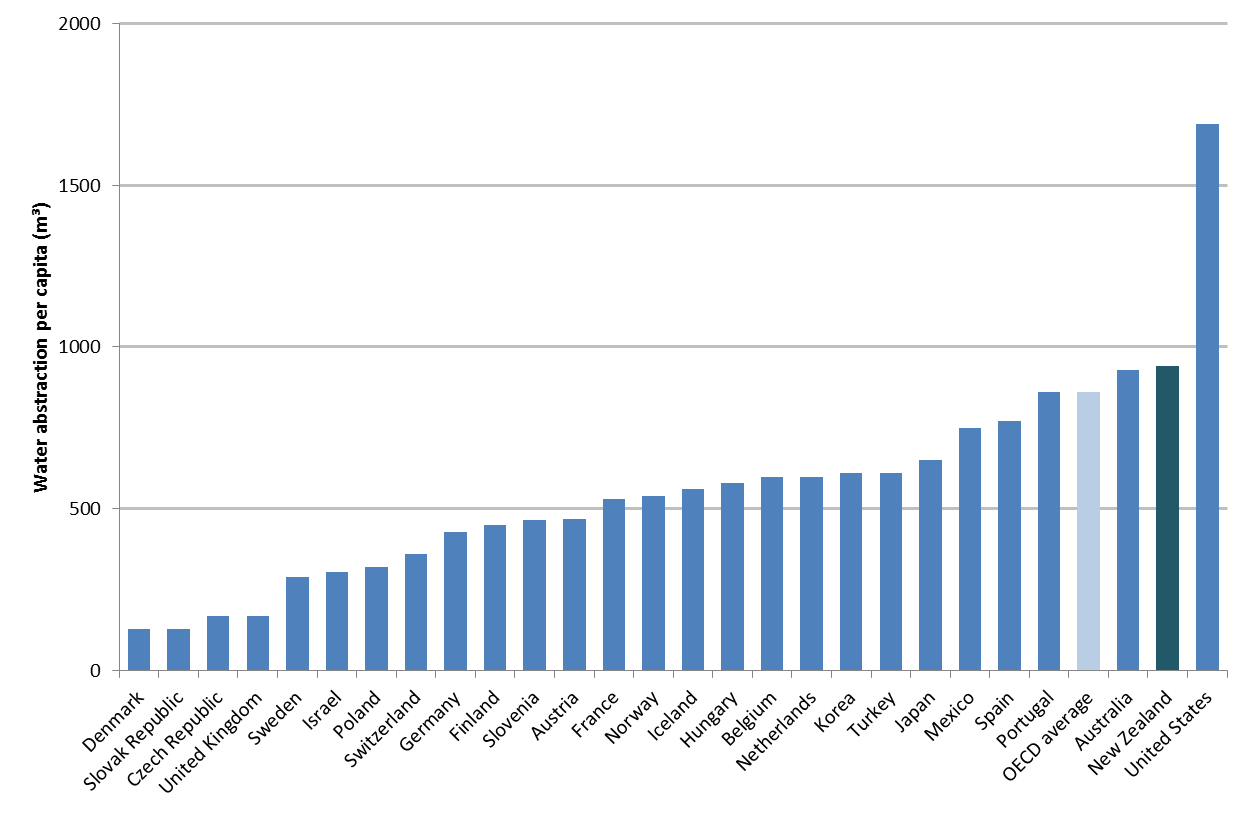 2000
1500
1000
500
0
Water abstraction per capita (m³)
Denmark
Slovak Republic
Czech Republic
United Kingdom
Sweden
Israel
Poland
Switzerland
Germany
Finland
Slovenia
Austria
France
Norway
Iceland
Hungary
Belgium
Netherlands
Korea
Turkey
Japan
Mexico
Spain
Portugal
OECD average
Australia
New Zealand
United States